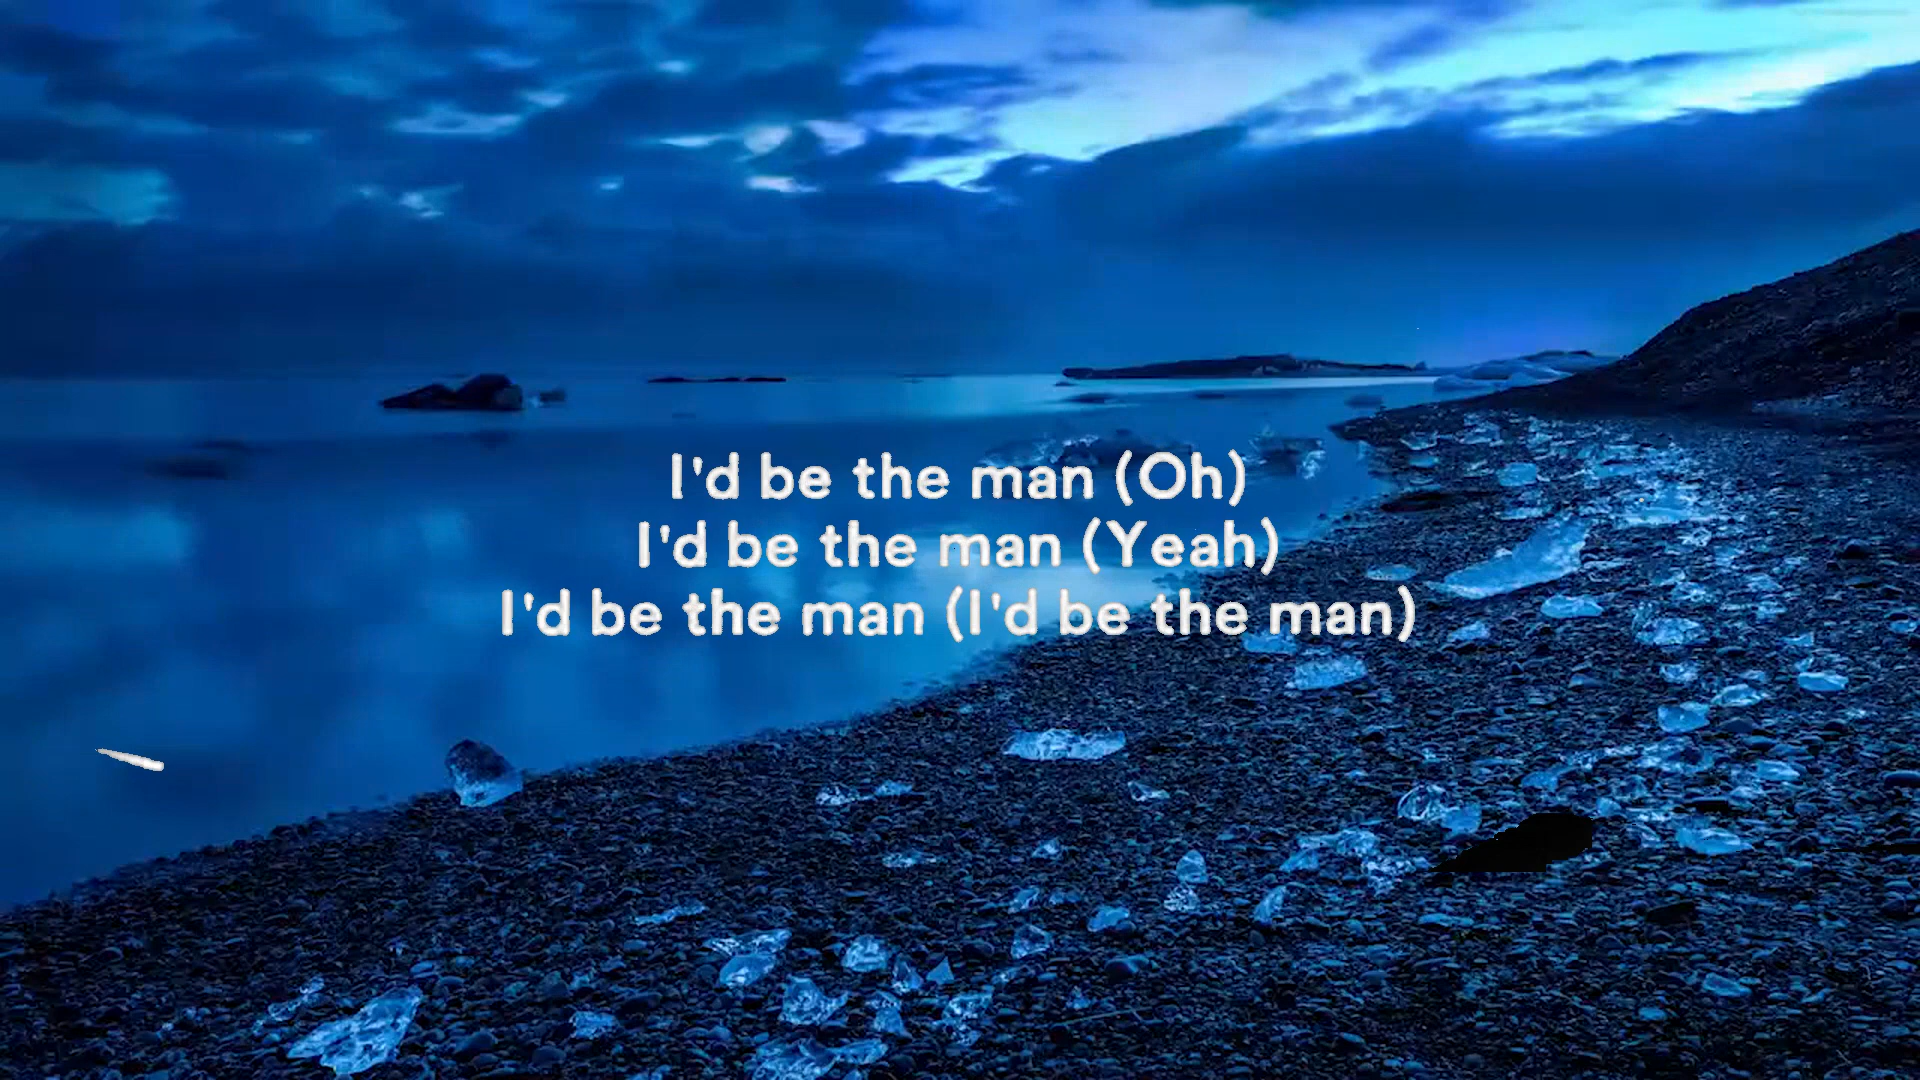 I'd be the man (Oh)
I'd be the man (Yeah)
I'd be the man (I'd be the man)